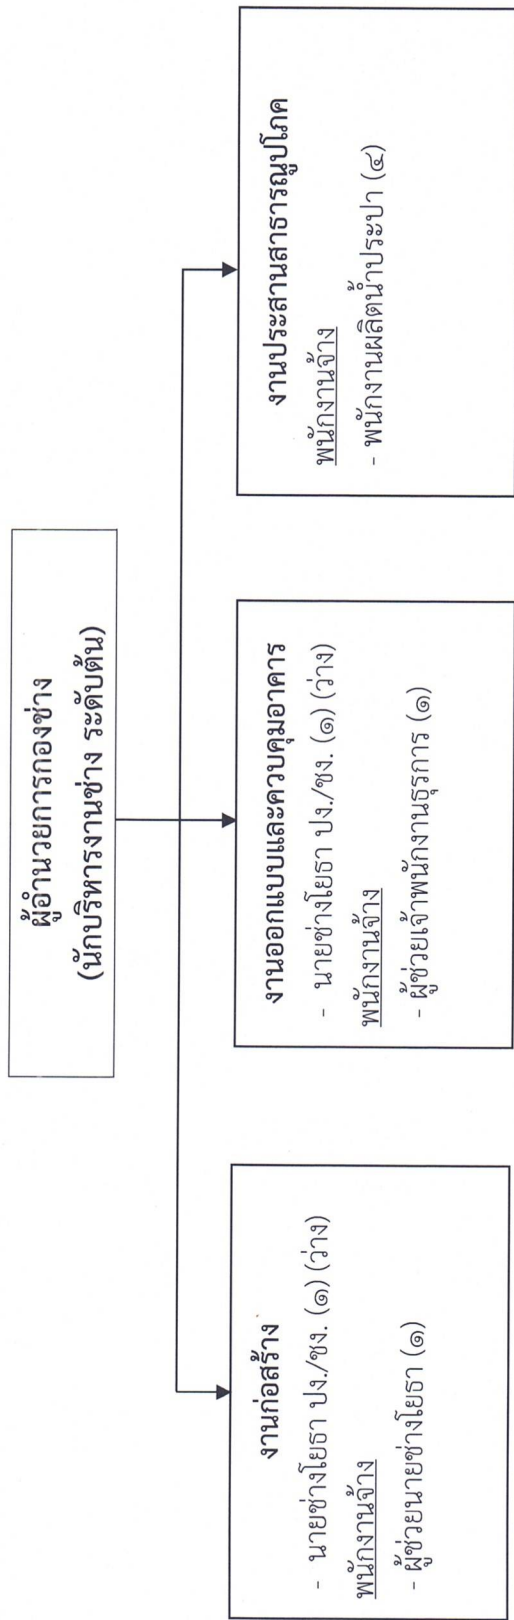 ผู้อำนวยการกองช่าง
(นักบริหารงานช่าง ระดับต้น)
งานก่อสร้าง
- นายช่างโยธา ปง./ชง. (๑) (ว่าง)
พนักงานจ้าง
- ผู้ช่วยนายช่างโยธา (๑)
งานออกแบบและควบคุมอาคาร
- นายช่างโยธา ปง./ชง. (๑) (ว่าง)
พนักงานจ้าง
- ผู้ช่วยเจ้าพนักงานธุรการ (๑)
งานประสานสาธารณูปโภค
พนักงานจ้าง
- พนักงานผลิตน้ำประปา (๔)